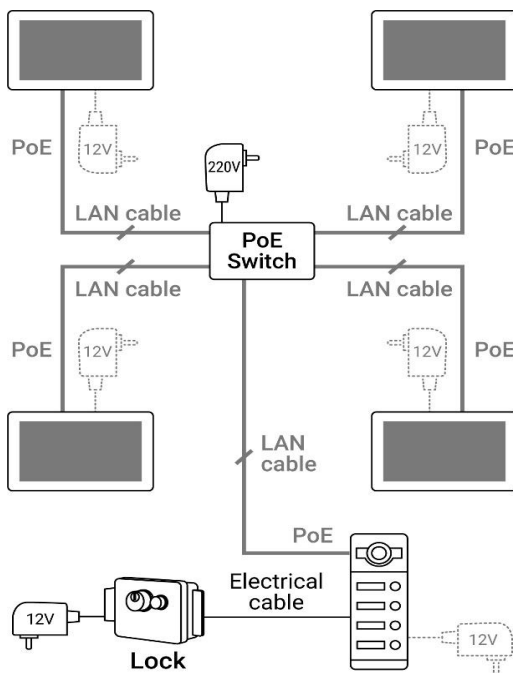 12V
12V
PoE
PoE
220V
LAN cable
LAN cable
PoE
Switch
LAN cable
LAN cable
PoE
12V
12V
PoE
LAN
cable
PoE
Electrical
cable
12V
12V
Lock